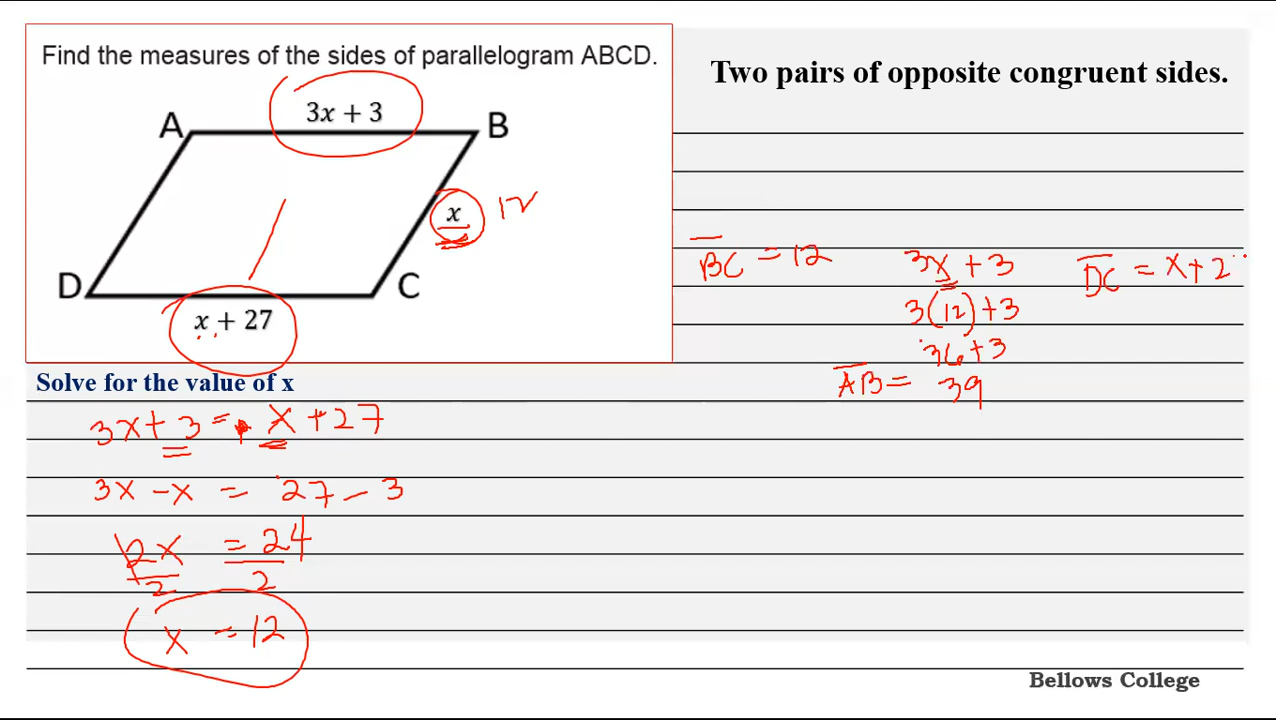 Find the measures of the sides of parallelogram ABCD.
3x + 3
A
B
x
12
D
C
x + 27
Two pairs of opposite congruent sides.
BC = 12
3x + 3
3(12) + 3
36 + 3
AB = 39
DC = x + 2
Solve for the value of x
3x + 3 = x + 27
3x - x = 27 - 3
2x = 24
2 2
x = 12
Bellows College